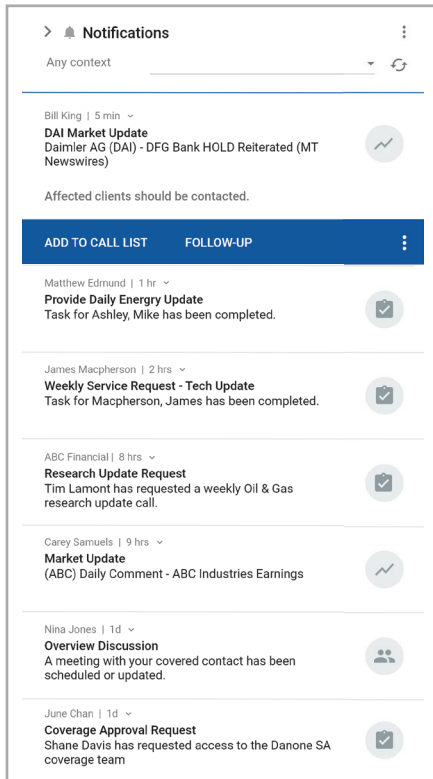 Notifications
Any context
Bill King | 5 min
DAI Market Update
Daimler AG (DAI) - DFG Bank HOLD Reiterated (MT
Newswires)
Affected clients should be contacted.
ADD TO CALL LIST FOLLOW-UP
Matthew Edmund | 1 hr
Provide Daily Energry Update
Task for Ashley, Mike has been completed.
James Macpherson | 2 hrs
Weekly Service Request - Tech Update
Task for Macpherson, James has been completed.
ABC Financial | 8 hrs
Research Update Request
Tim Lamont has requested a weekly Oil & Gas
research update call.
Carey Samuels | 9 hrs
Market Update
(ABC) Daily Comment - ABC Industries Earnings
Nina Jones | 1d
Overview Discussion
A meeting with your covered contact has been
scheduled or updated.
June Chan | 1d
Coverage Approval Request
Shane Davis has requested access to the Danone SA
coverage team